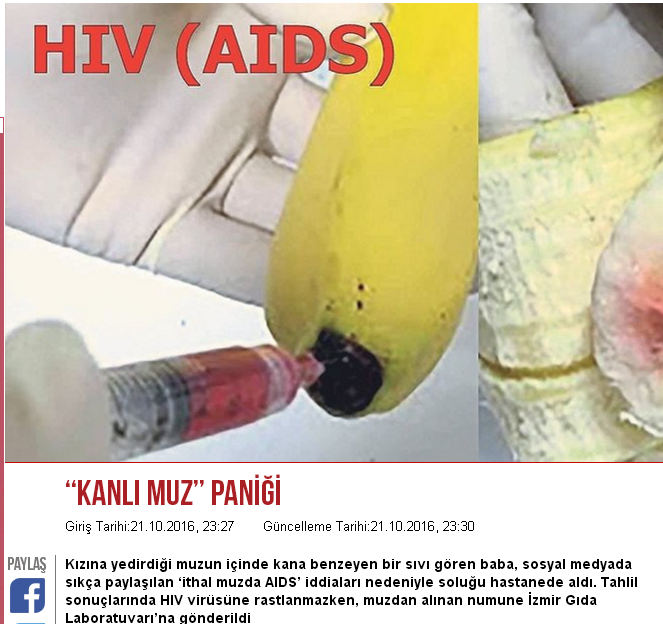 HIV (AIDS)
“KANLI MUZ” PANİĞİ
Giriş Tarihi:21.10.2016, 23:27 Güncelleme Tarihi:21.10.2016, 23:30
PAYLAŞ
Kızına yedirdiği muzun içinde kana benzeyen bir sıvı gören baba, sosyal medyada
sıkça paylaşılan ‘ithal muzda AIDS’ iddiaları nedeniyle soluğu hastanede aldı. Tahlil
sonuçlarında HIV virüsüne rastlanmazken, muzdan alınan numune İzmir Gıda
Laboratuvarı’na gönderildi